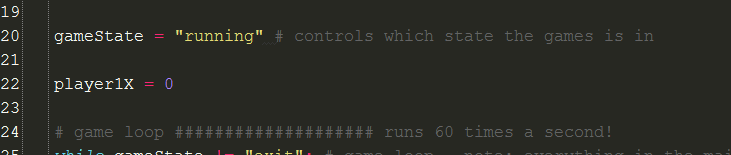 19
20 gameState = "running" # controls which state the games is in
21
22 player1X = 0
23
24 # game loop #################### runs 60 times a second!
25 while gameState != "exit": # game loop - note: everything in the mai